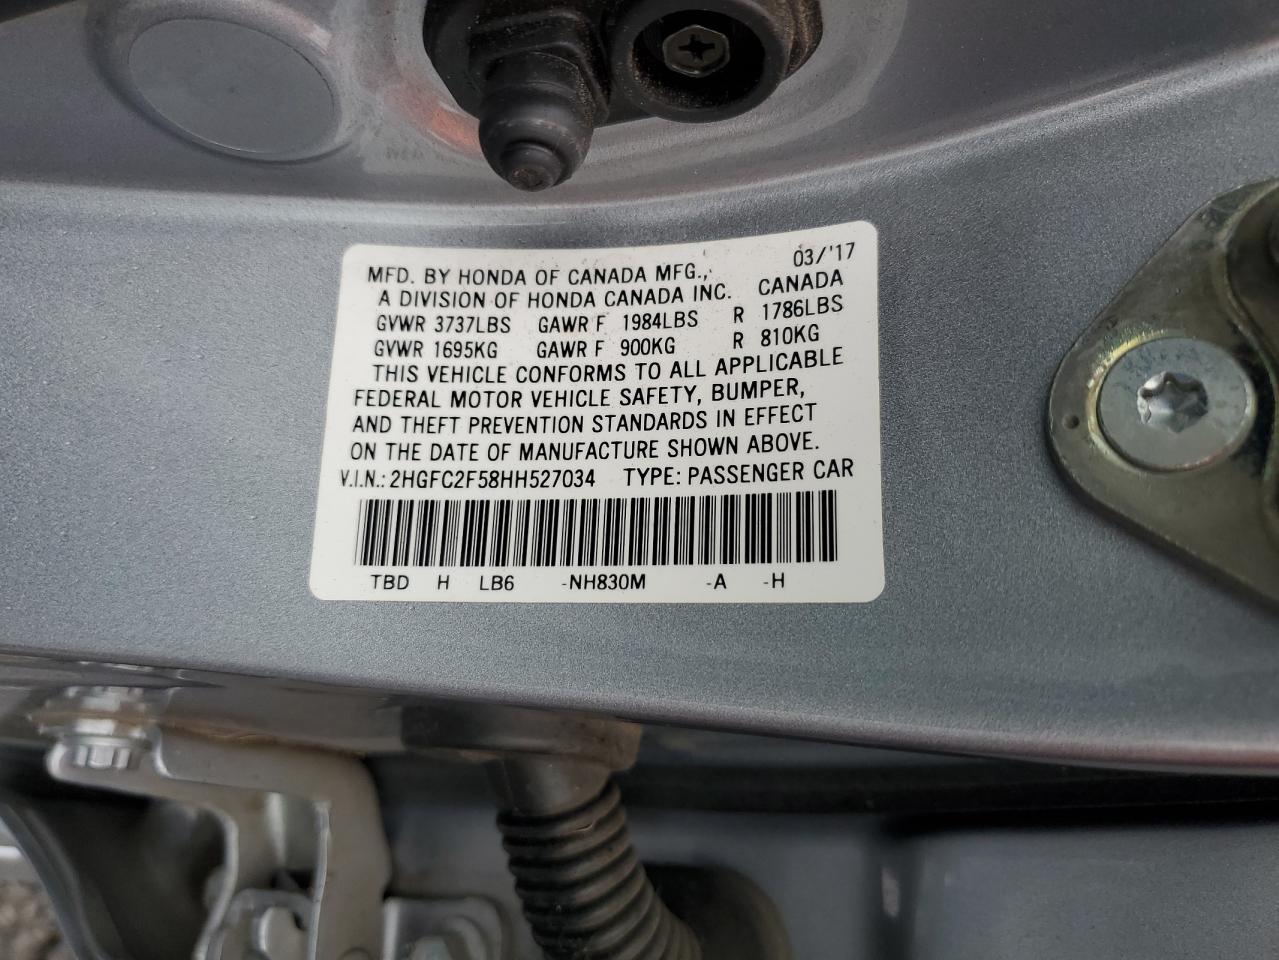 03/'17
MFD. BY HONDA OF CANADA MFG.,
A DIVISION OF HONDA CANADA INC. CANADA
GVWR 3737LBS GAWR F 1984LBS R 1786LBS
GVWR 1695KG GAWR F 900KG R 810KG
THIS VEHICLE CONFORMS TO ALL APPLICABLE
FEDERAL MOTOR VEHICLE SAFETY, BUMPER,
AND THEFT PREVENTION STANDARDS IN EFFECT
ON THE DATE OF MANUFACTURE SHOWN ABOVE.
V.I.N.: 2HGFC2F58HH527034 TYPE: PASSENGER CAR
TBD H LB6 -NH830M -A -H